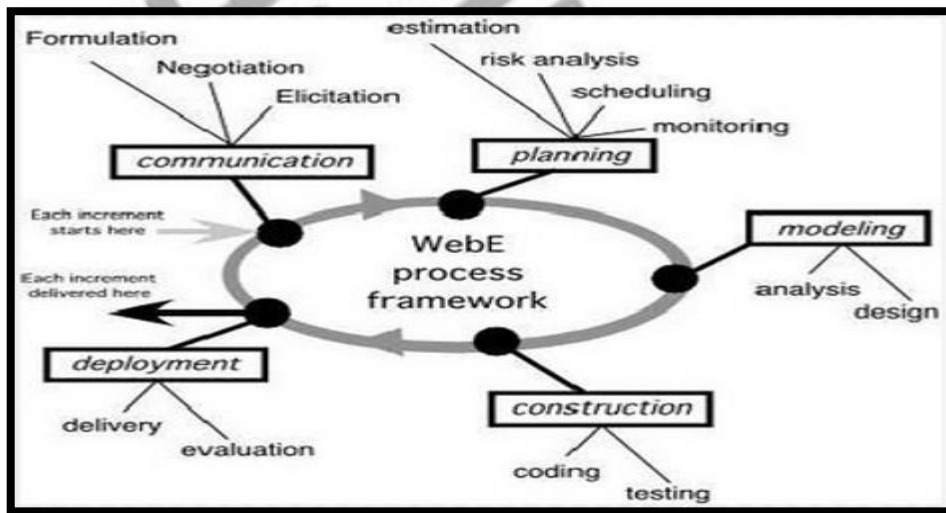 Formulation
Negotiation
Elicitation
communication
estimation
risk analysis
scheduling
monitoring
planning
Each increment
starts here
WebE
process
framework
modeling
analysis
design
Each increment
delivered here
deployment
delivery
evaluation
construction
coding
testing